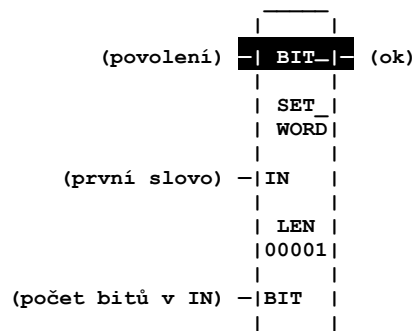 (povolení) —| BIT_|— (ok)
| SET_|
| WORD|
(první slovo) —|IN |
| LEN |
|00001|
(počet bitů v IN) —|BIT |